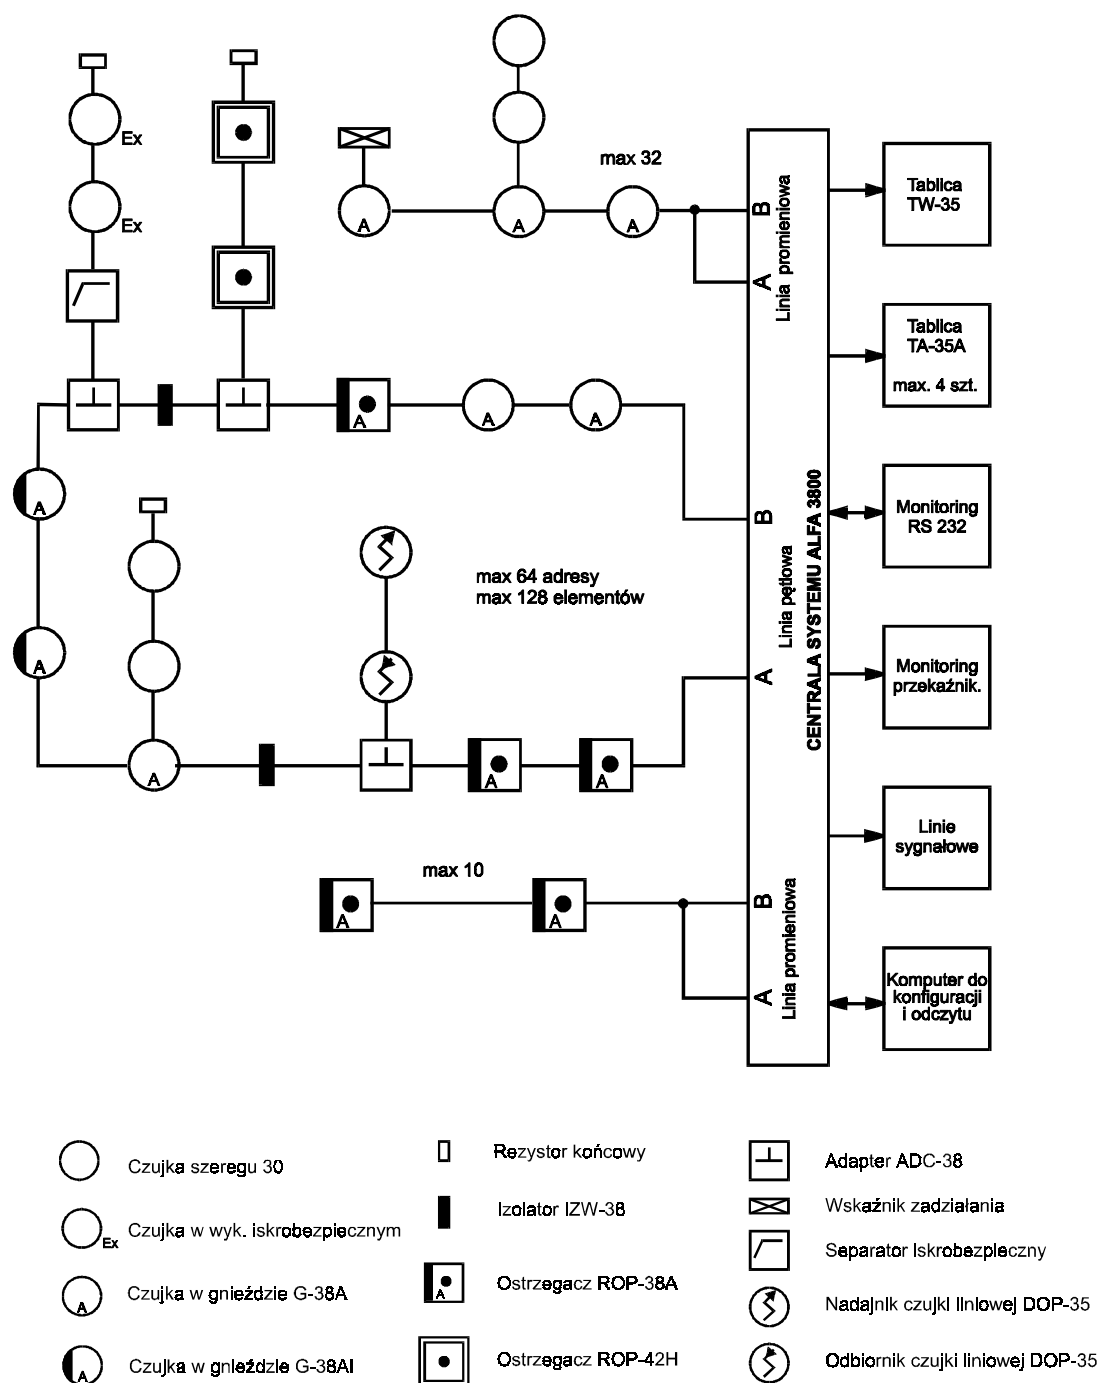 Ex
Ex
max 32
A
A
A
B
A
Linia promieniowa
Tablica
TW-35
Tablica
TA-35A
max. 4 szt.
A
A
A
A
A
A
max 64 adresy
max 128 elementów
B
A
Linia pętlowa
CENTRALA SYSTEMU ALFA 3800
Monitoring
RS 232
Monitoring
przekaźnik.
A
A
max 10
A
A
B
A
Linia promieniowa
Linie
sygnałowe
Komputer do
konfiguracji
i odczytu
Czujka szeregu 30
Ex
Czujka w wyk. iskrobezpiecznym
A
Czujka w gnieździe G-38A
A
Czujka w gnieździe G-38AI
Rezystor końcowy
Izolator IZW-38
A
Ostrzegacz ROP-38A
Ostrzegacz ROP-42H
Adapter ADC-38
Wskaźnik zadziałania
Separator Iskrobezpieczny
Nadajnik czujki liniowej DOP-35
Odbiornik czujki liniowej DOP-35